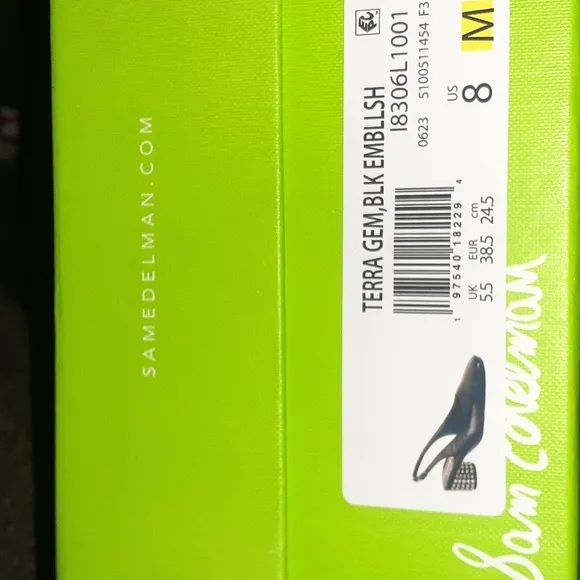 SAMEDELMAN.COM
TERRA GEM,BLK EMBLLSH
I8306L1001
0623 5100511454 F3
1 97540 18229 4
US
8 M
UK EUR cm
5.5 38.5 24.5
Sam Edelman